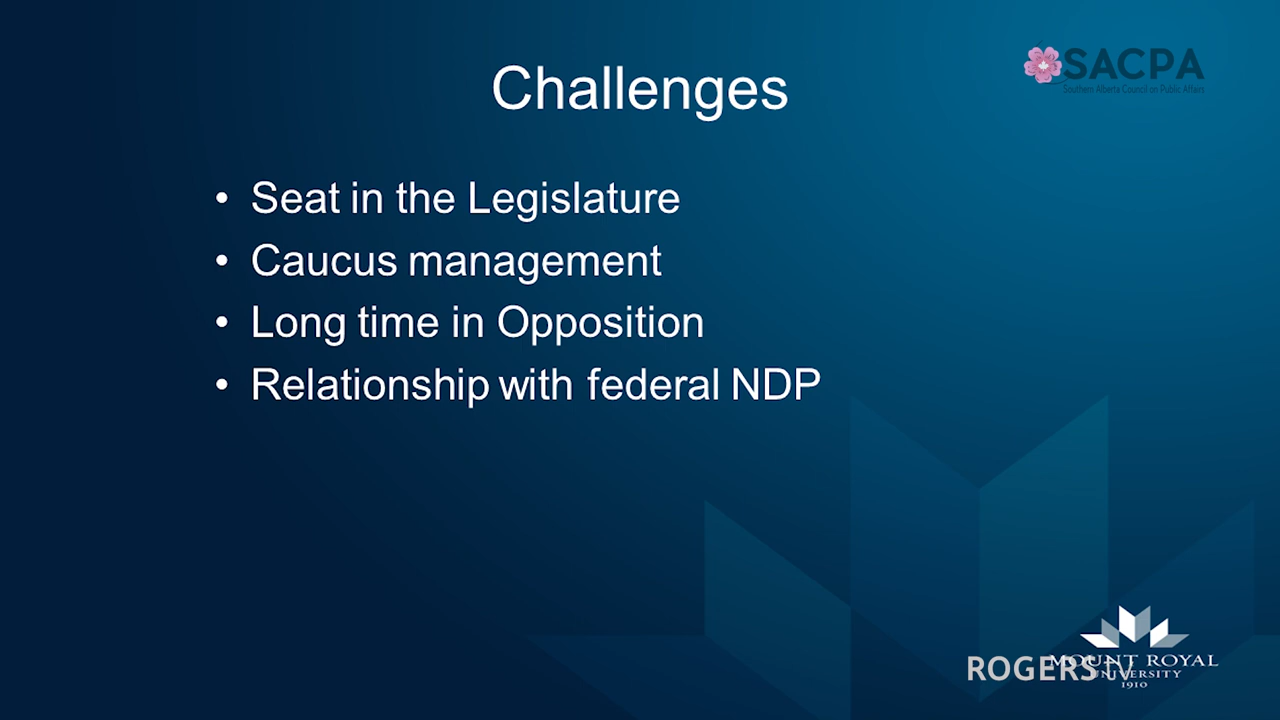 SACPA
Southern Alberta Council on Public Affairs
Challenges
• Seat in the Legislature
• Caucus management
• Long time in Opposition
• Relationship with federal NDP
MOUNT ROYAL
UNIVERSITY
1910
ROGERS tv